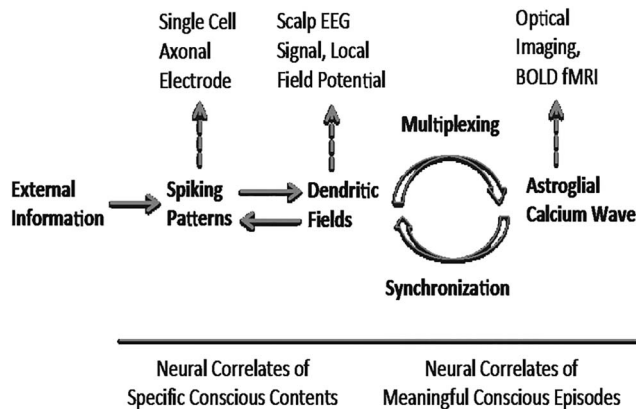 Single Cell
Axonal
Electrode
Scalp EEG
Signal, Local
Field Potential
Optical
Imaging,
BOLD fMRI
Multiplexing
External
Information
Spiking
Patterns
Dendritic
Fields
Astroglial
Calcium Wave
Synchronization
Neural Correlates of
Specific Conscious Contents
Neural Correlates of
Meaningful Conscious Episodes